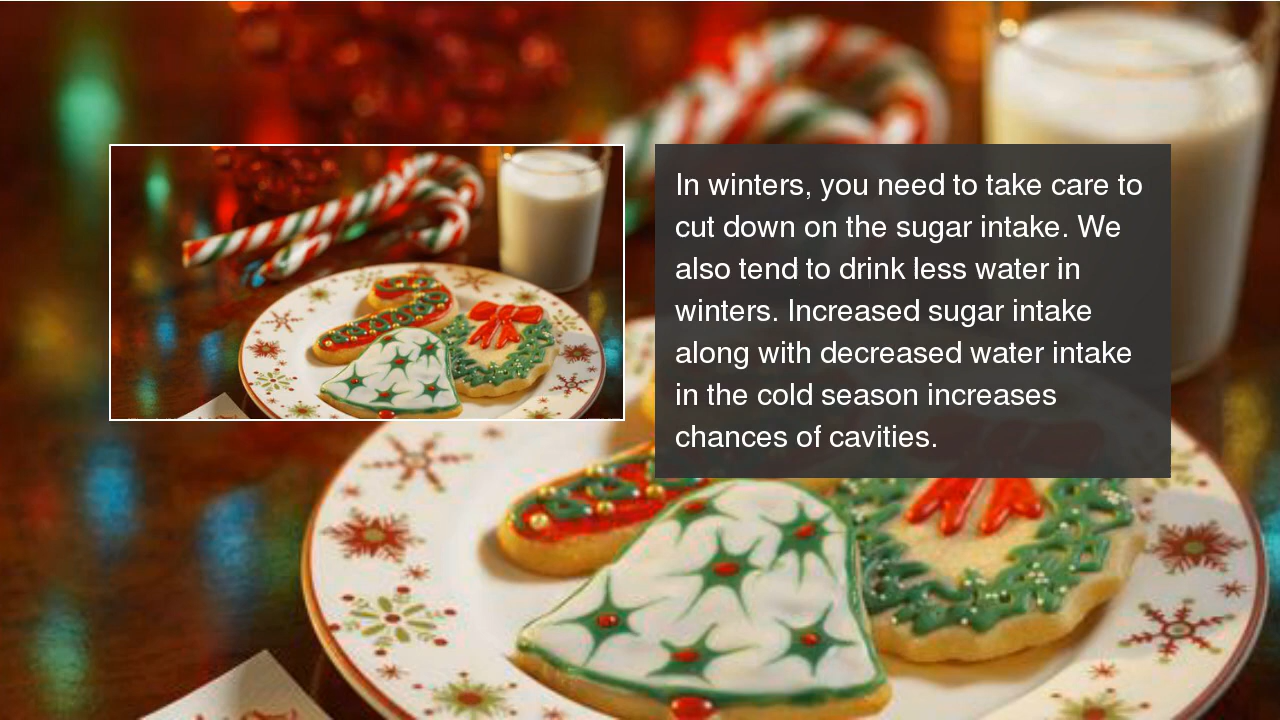 In winters, you need to take care to
cut down on the sugar intake. We
also tend to drink less water in
winters. Increased sugar intake
along with decreased water intake
in the cold season increases
chances of cavities.